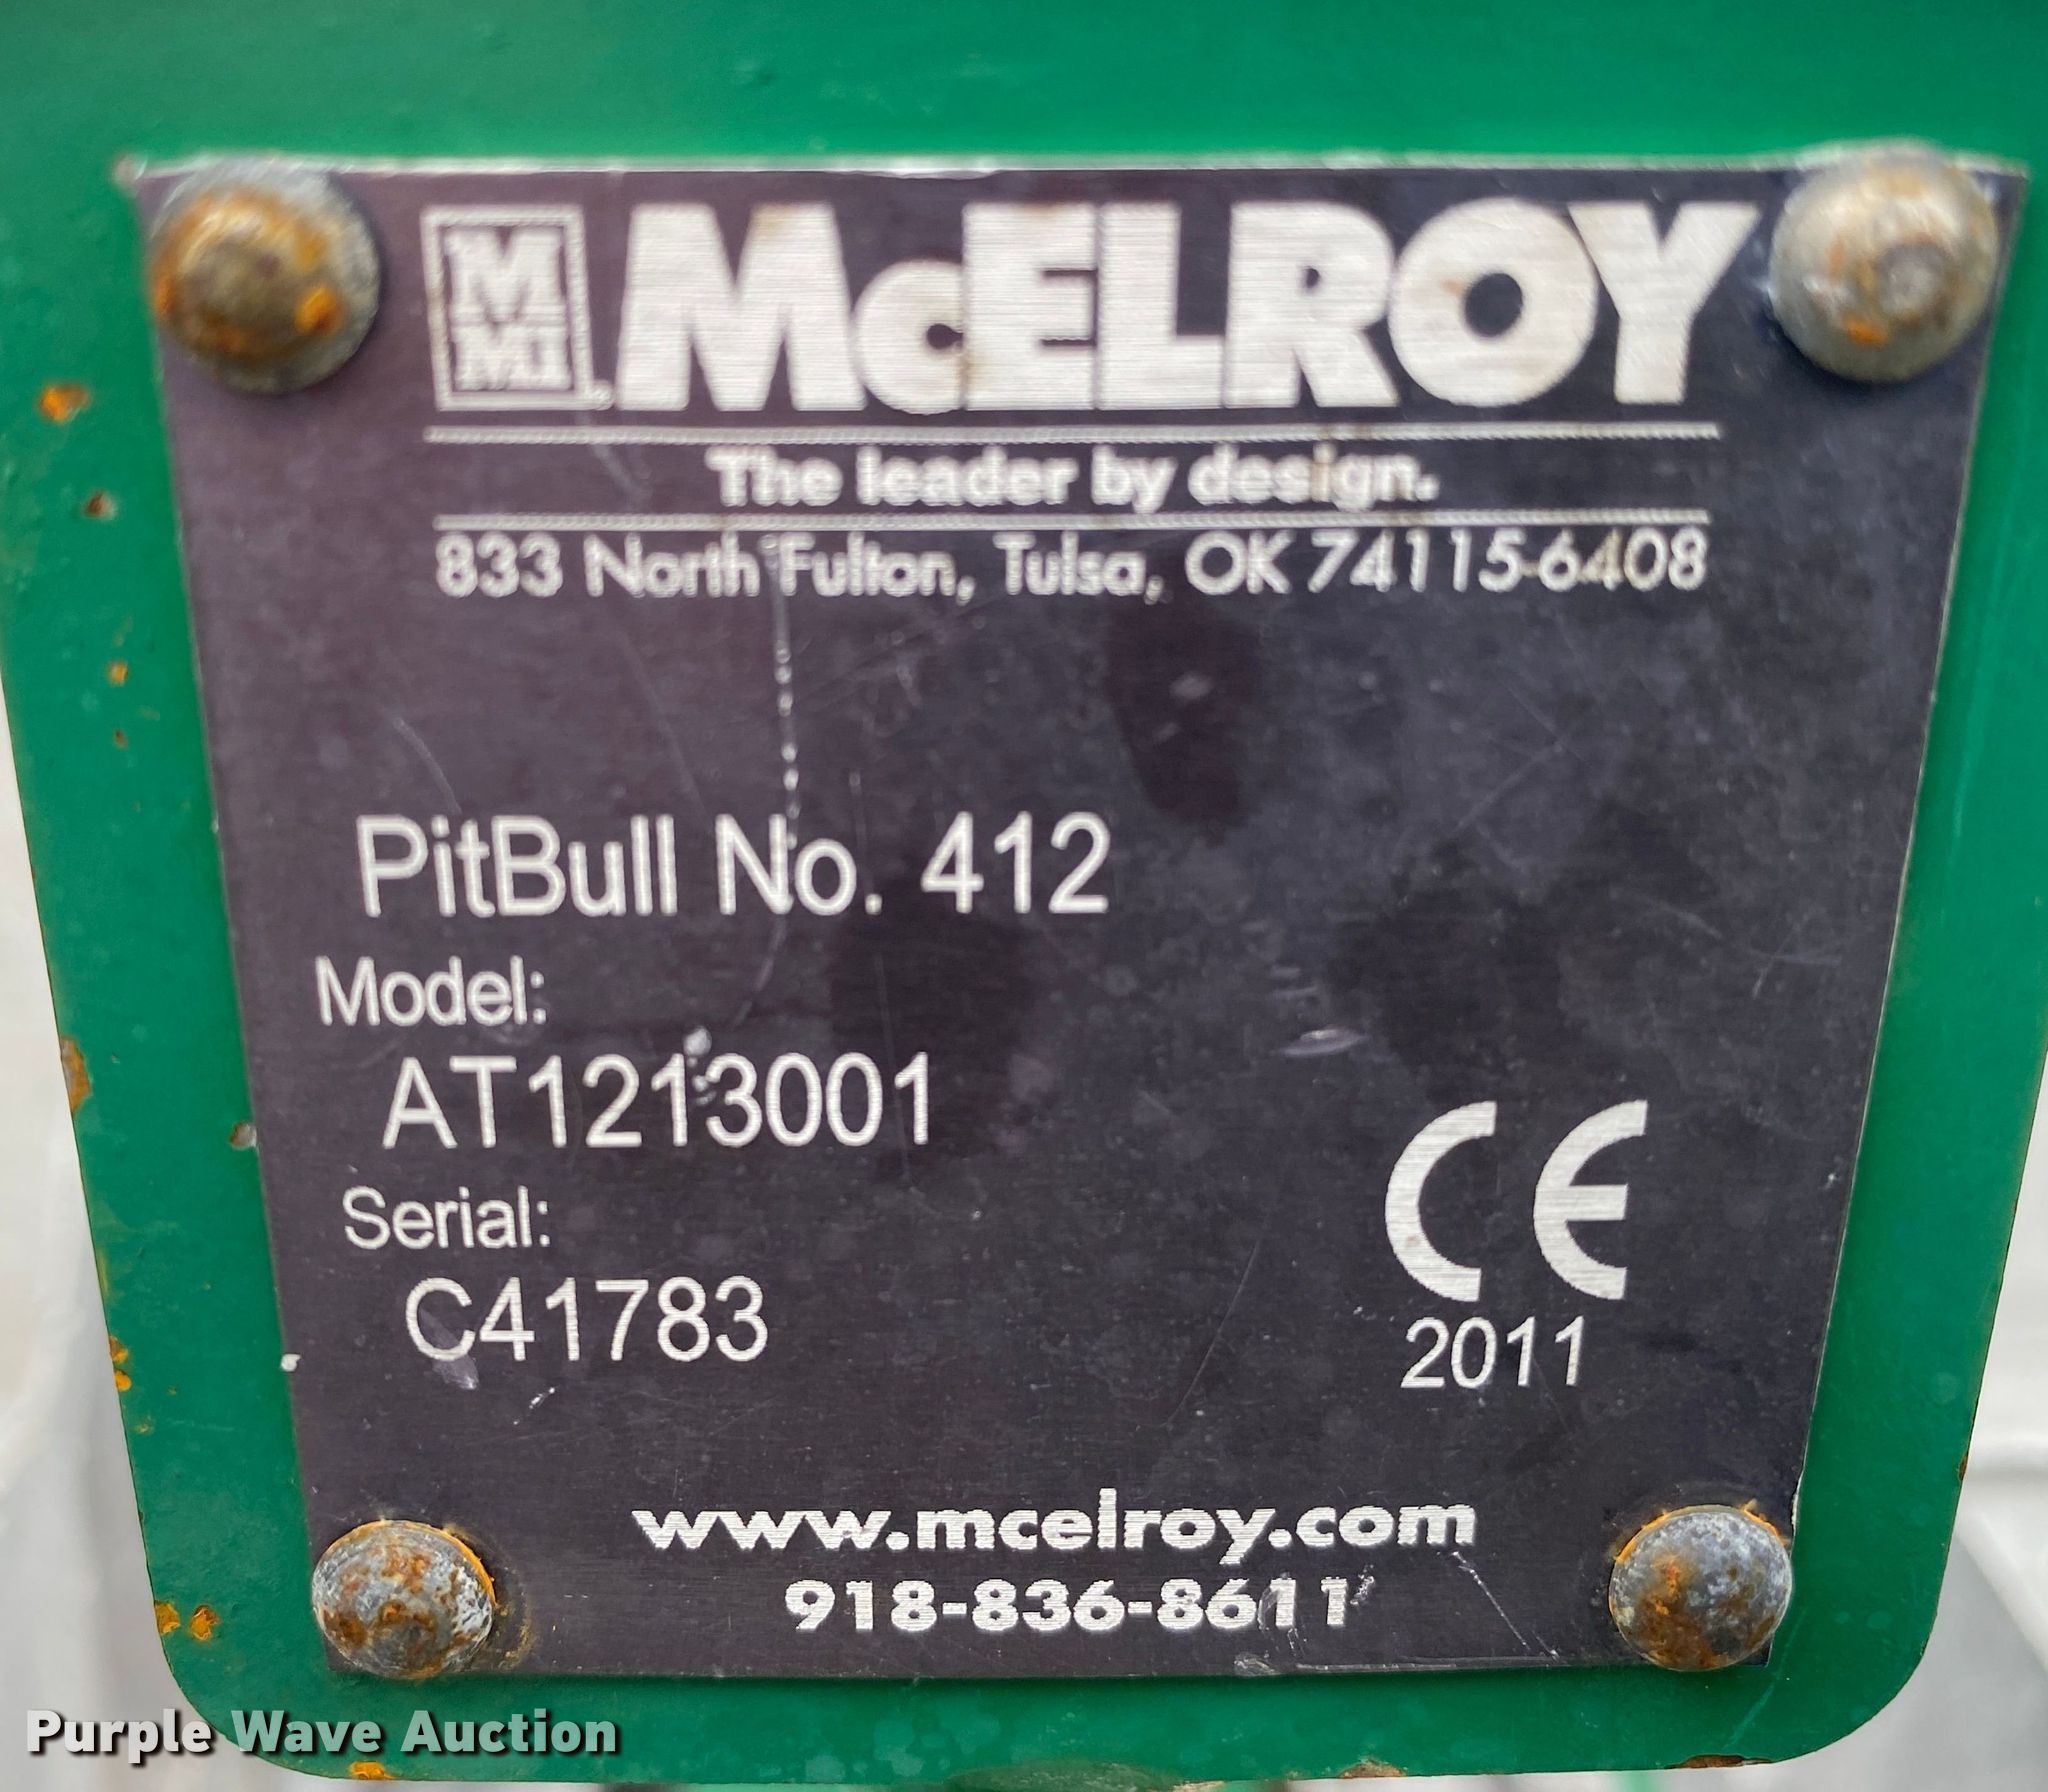 M
MI
McELROY
The leader by design.
833 North Fulton, Tulsa, OK 74115-6408
PitBull No. 412
Model:
AT1213001
Serial:
C41783
CE
2011
www.mcelroy.com
918-836-8611
Purple Wave Auction